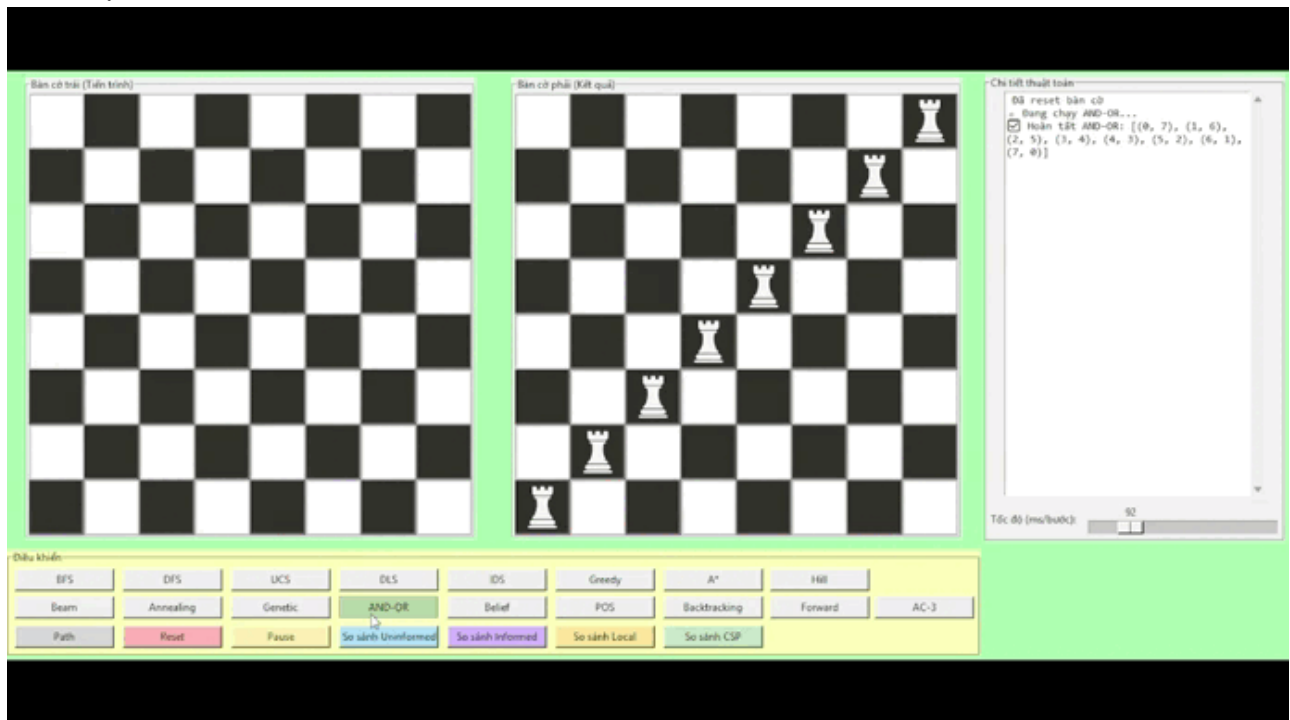 Bàn cờ trái (Tiến trình)
Bàn cờ phải (Kết quả)
Chi tiết thuật toán
Đã reset bàn cờ
Đang chạy AND-OR...
Hoàn tất AND-OR: [(0, 7), (1, 6),
(2, 5), (3, 4), (4, 3), (5, 2), (6, 1),
(7, 0)]
Tốc độ (ms/bước):
92
Điều khiển
BFS DFS UCS DLS IDS Greedy A* Hill
Beam Annealing Genetic AND-OR Belief POS Backtracking Forward AC-3
Path Reset Pause So sánh Uninformed So sánh Informed So sánh Local So sánh CSP